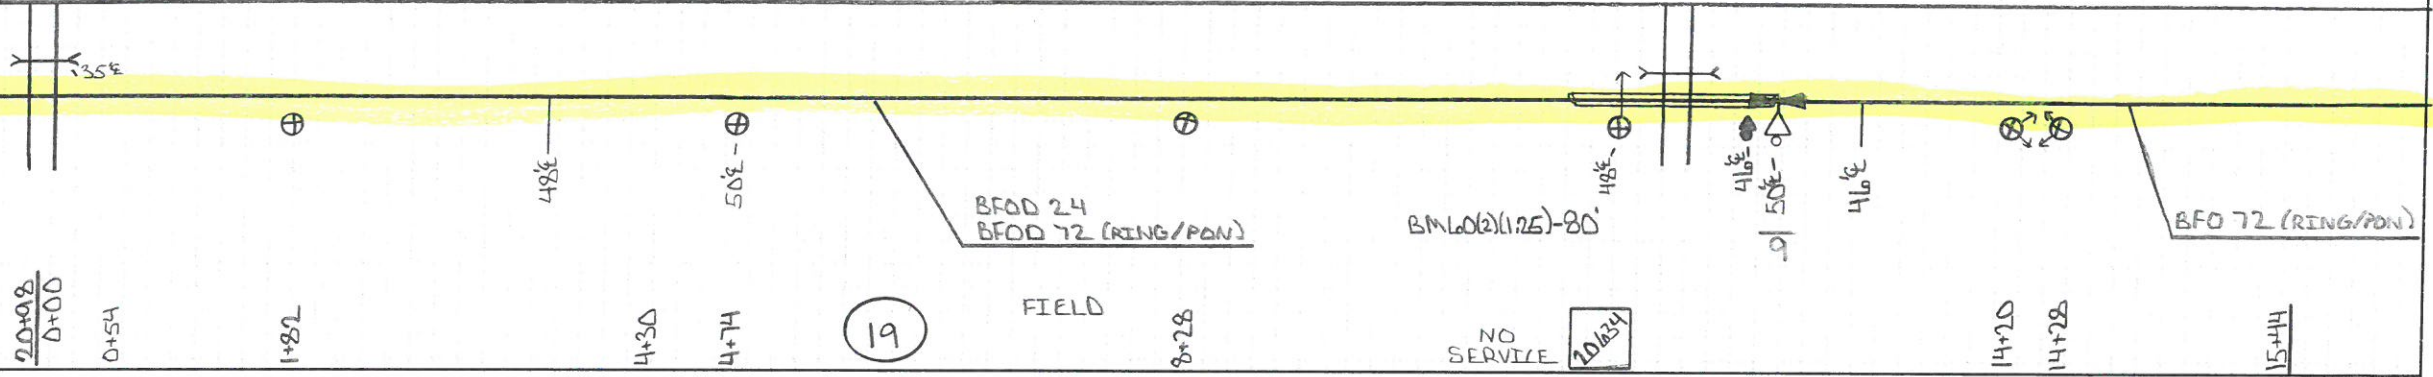 35'℄
48'℄
50'℄
BFOD 24
BFOD 72 (RING/PON)
BM60(2)(1.25)-80'
48'℄
46'℄
50'℄
9
46'℄
BFO 72 (RING/PON)
20+98
0+00
0+54
1+82
4+30
4+74
19
FIELD
8+28
NO
SERVICE
20634
14+20
14+28
15+44